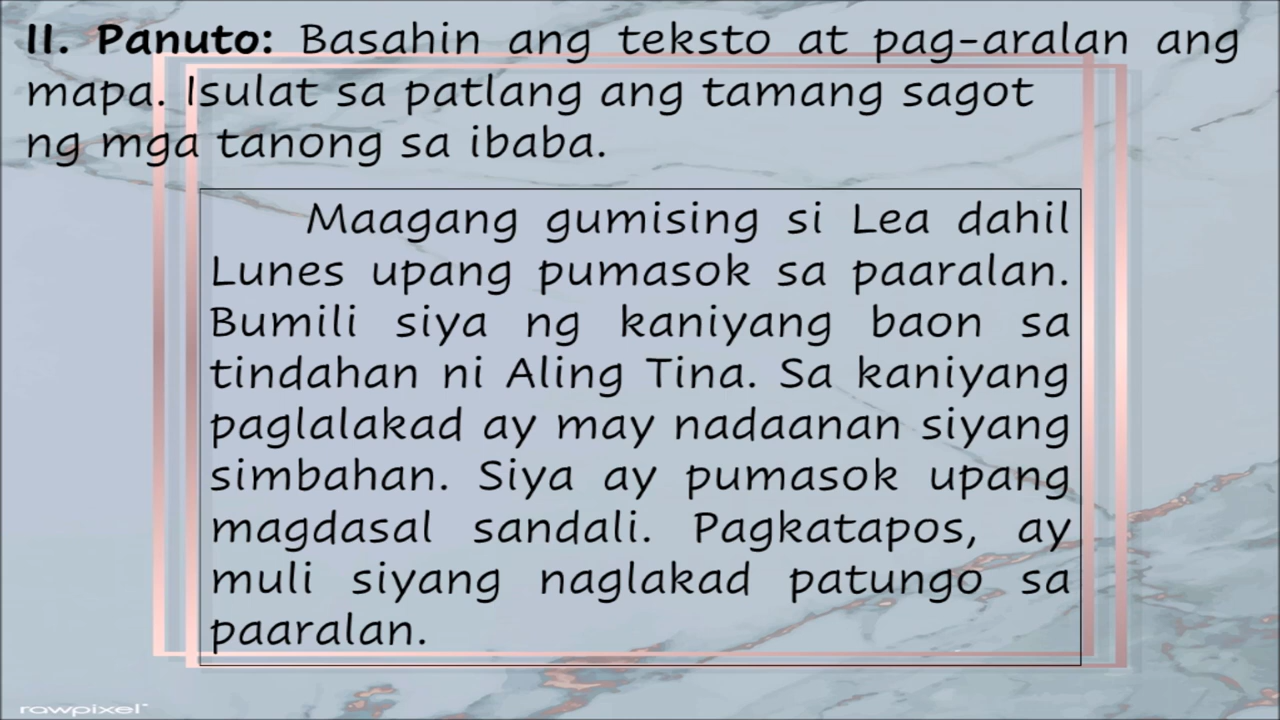 II. Panuto: Basahin ang teksto at pag-aralan ang
mapa. Isulat sa patlang ang tamang sagot
ng mga tanong sa ibaba.
Maagang gumising si Lea dahil
Lunes upang pumasok sa paaralan.
Bumili siya ng kaniyang baon sa
tindahan ni Aling Tina. Sa kaniyang
paglalakad ay may nadaanan siyang
simbahan. Siya ay pumasok upang
magdasal sandali. Pagkatapos, ay
muli siyang naglakad patungo sa
paaralan.
rawpixel